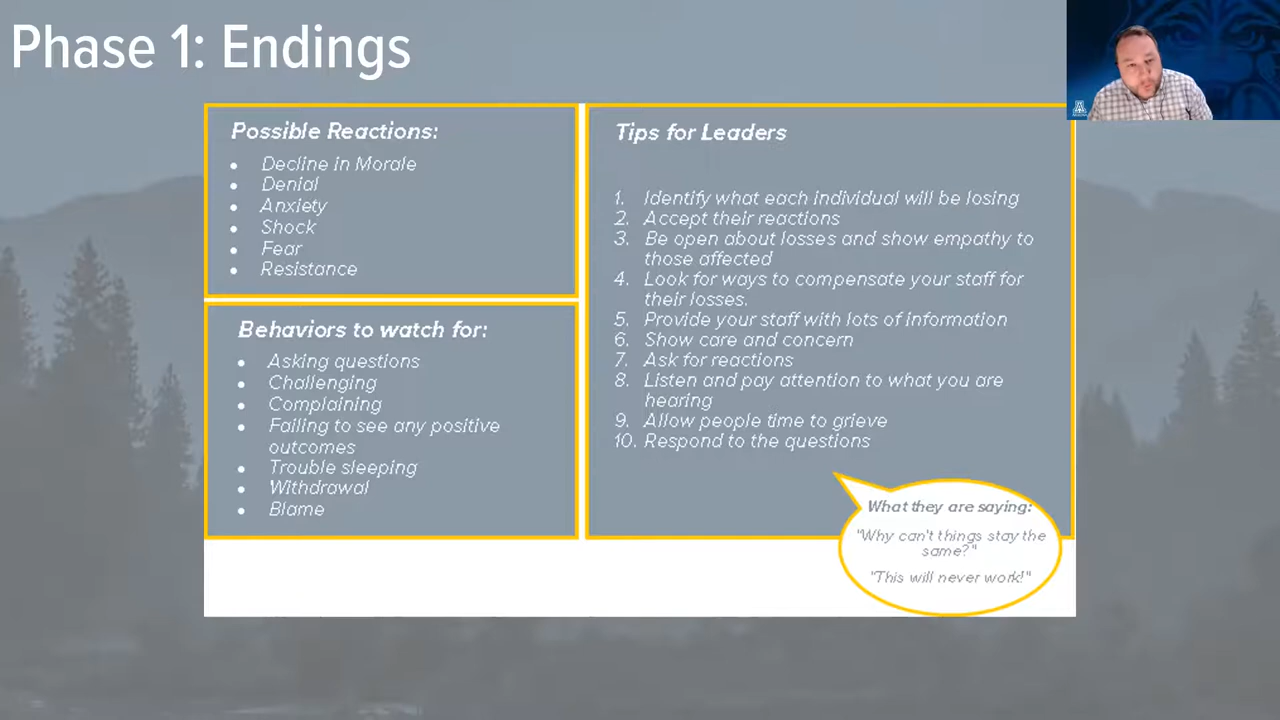 Phase 1: Endings
Possible Reactions:
• Decline in Morale
• Denial
• Anxiety
• Shock
• Fear
• Resistance
Behaviors to watch for:
• Asking questions
• Challenging
• Complaining
• Failing to see any positive
outcomes
• Trouble sleeping
• Withdrawal
• Blame
Tips for Leaders
1. Identify what each individual will be losing
2. Accept their reactions
3. Be open about losses and show empathy to
those affected
4. Look for ways to compensate your staff for
their losses.
5. Provide your staff with lots of information
6. Show care and concern
7. Ask for reactions
8. Listen and pay attention to what you are
hearing
9. Allow people time to grieve
10. Respond to the questions
What they are saying:
"Why can't things stay the
same?"
"This will never work!"